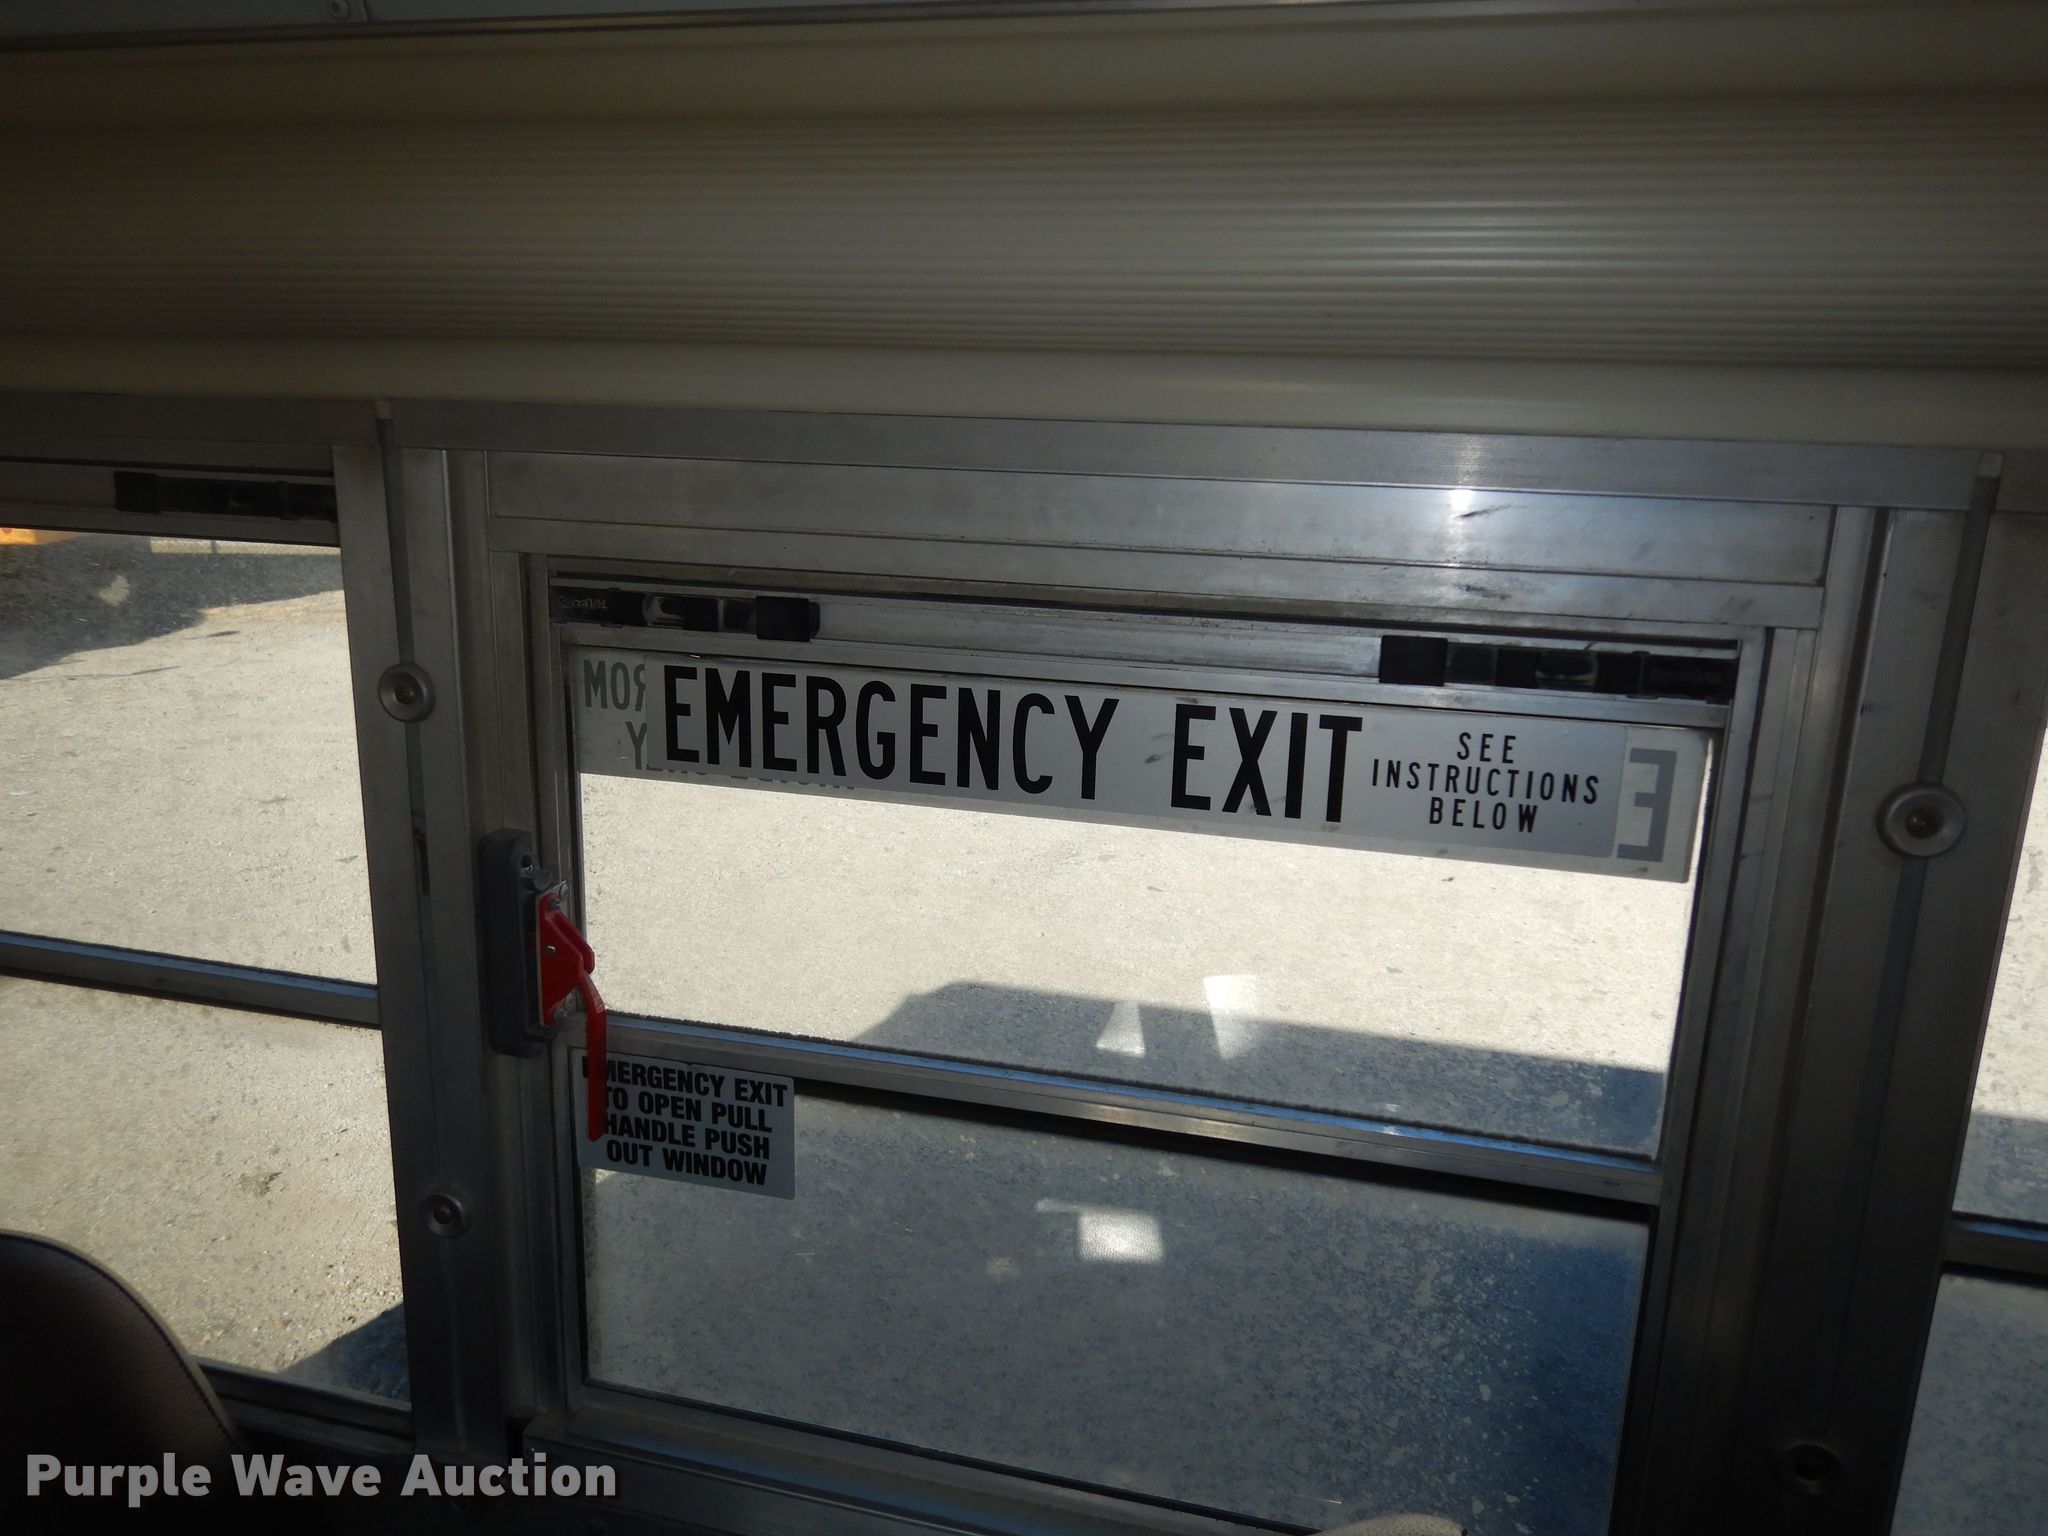 EMERGENCY EXIT
SEE
INSTRUCTIONS
BELOW
EMERGENCY EXIT
TO OPEN PULL
HANDLE PUSH
OUT WINDOW
Purple Wave Auction